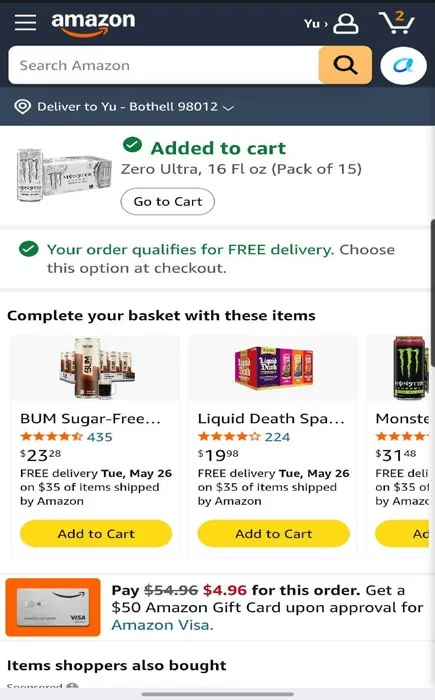 amazon
Yu ›
2
Search Amazon
Deliver to Yu - Bothell 98012
Added to cart
Zero Ultra, 16 Fl oz (Pack of 15)
Go to Cart
Your order qualifies for FREE delivery. Choose
this option at checkout.
Complete your basket with these items
BUM Sugar-Free...
435
$23.28
FREE delivery Tue, May 26
on $35 of items shipped
by Amazon
Add to Cart
Liquid Death Spa...
224
$19.98
FREE delivery Tue, May 26
on $35 of items shipped
by Amazon
Add to Cart
Monste
$31.48
FREE deli
on $35 of
by Amazo
Ad
Pay $54.96 $4.96 for this order. Get a
$50 Amazon Gift Card upon approval for
Amazon Visa.
VISA
Items shoppers also bought
Sponsored